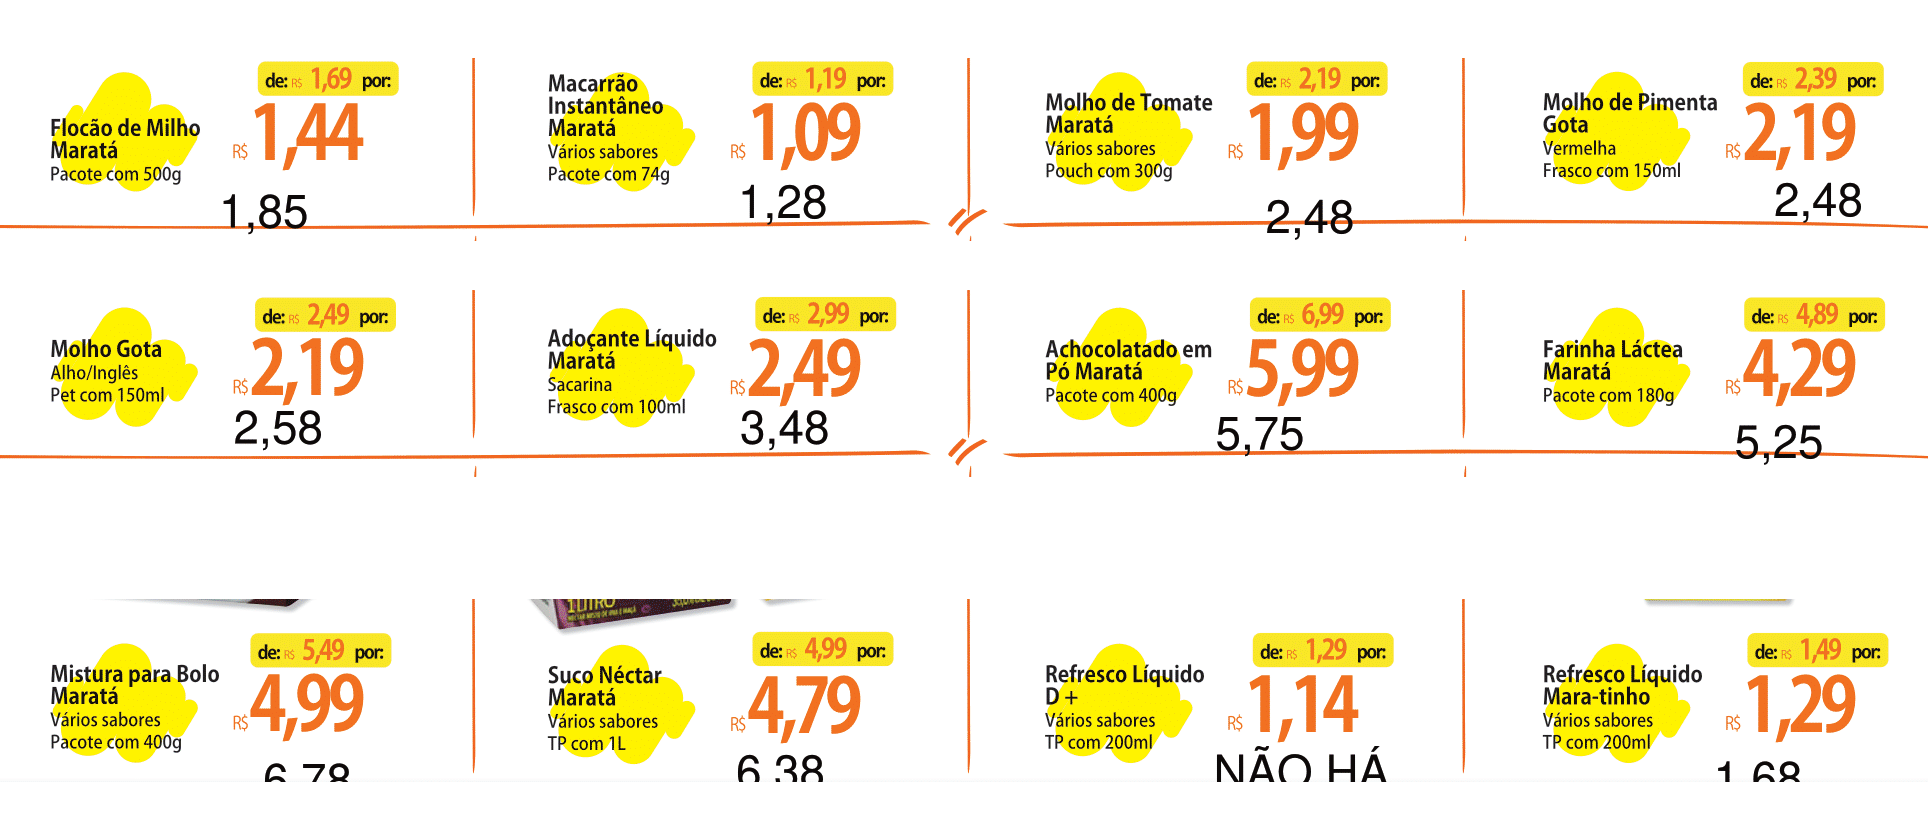 de: R$ 1,69 por:
Flocão de Milho
Maratá
Pacote com 500g
R$ 1,44
1,85
de: R$ 1,19 por:
Macarrão
Instantâneo
Maratá
Vários sabores
Pacote com 74g
R$ 1,09
1,28
de: R$ 2,19 por:
Molho de Tomate
Maratá
Vários sabores
Pouch com 300g
R$ 1,99
2,48
de: R$ 2,39 por:
Molho de Pimenta
Gota
Vermelha
Frasco com 150ml
R$ 2,19
2,48
de: R$ 2,49 por:
Molho Gota
Alho/Inglês
Pet com 150ml
R$ 2,19
2,58
de: R$ 2,99 por:
Adoçante Líquido
Maratá
Sacarina
Frasco com 100ml
R$ 2,49
3,48
de: R$ 6,99 por:
Achocolatado em
Pó Maratá
Pacote com 400g
R$ 5,99
5,75
de: R$ 4,89 por:
Farinha Láctea
Maratá
Pacote com 180g
R$ 4,29
5,25
de: R$ 5,49 por:
Mistura para Bolo
Maratá
Vários sabores
Pacote com 400g
R$ 4,99
6,78
1LITRO
de: R$ 4,99 por:
Suco Néctar
Maratá
Vários sabores
TP com 1L
R$ 4,79
6,38
de: R$ 1,29 por:
Refresco Líquido
D +
Vários sabores
TP com 200ml
R$ 1,14
NÃO HÁ
de: R$ 1,49 por:
Refresco Líquido
Mara-tinho
Vários sabores
TP com 200ml
R$ 1,29
1,68